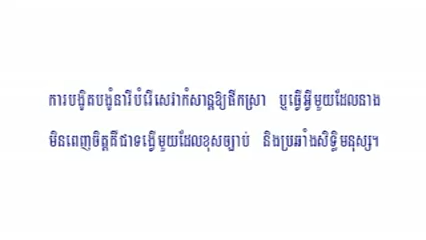 ការបង្ខិតបង្ខំនារីបំរើសេវាកំសាន្តឱ្យផឹកស្រា ឬធ្វើអ្វីមួយដែលនាង
មិនពេញចិត្តគឺជាទង្វើមួយដែលខុសច្បាប់ និងប្រឆាំងសិទ្ធិមនុស្ស។